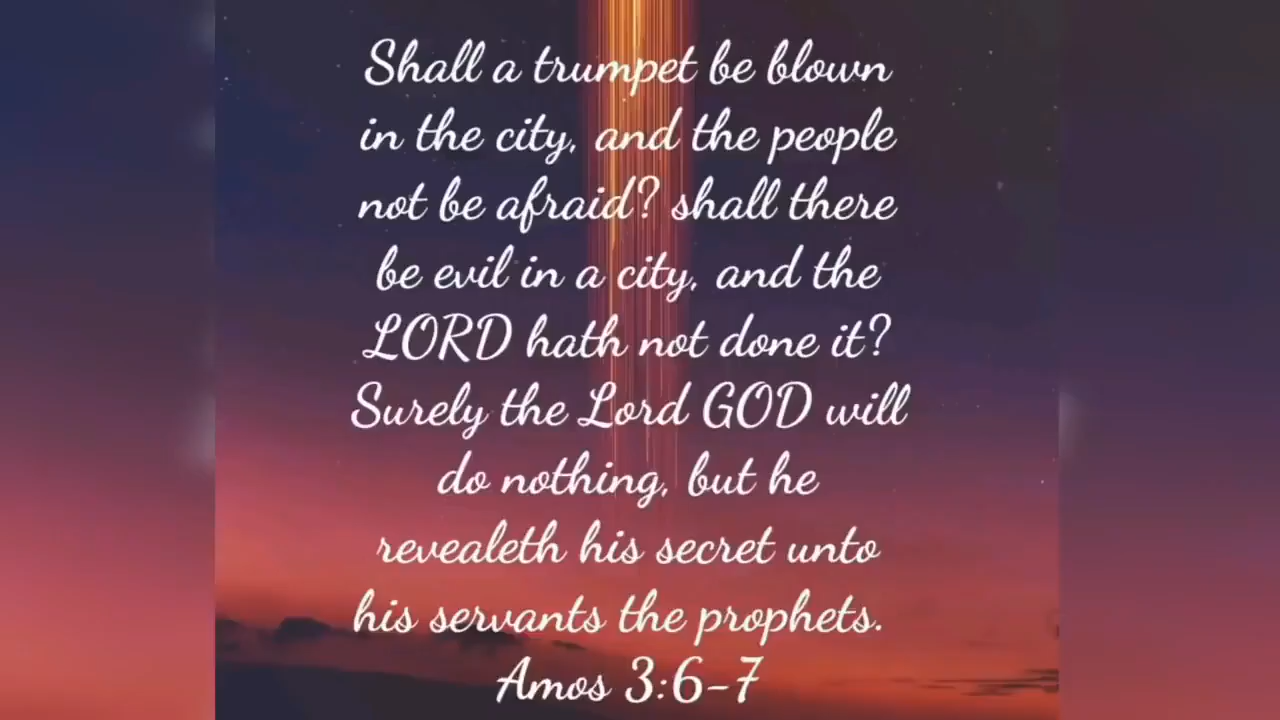 Shall a trumpet be blown
in the city, and the people
not be afraid? shall there
be evil in a city, and the
LORD hath not done it?
Surely the Lord GOD will
do nothing, but he
revealeth his secret unto
his servants the prophets.
Amos 3:6-7